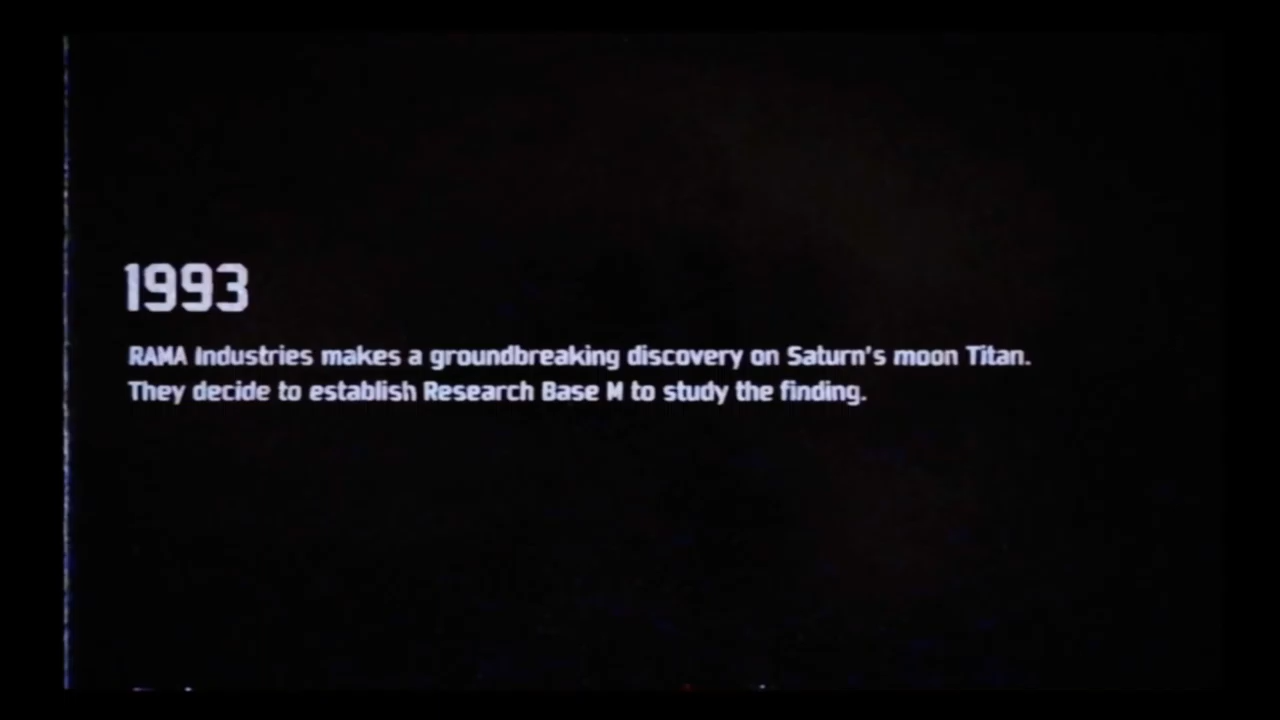 1993
RAMA Industries makes a groundbreaking discovery on Saturn's moon Titan.
They decide to establish Research Base M to study the finding.